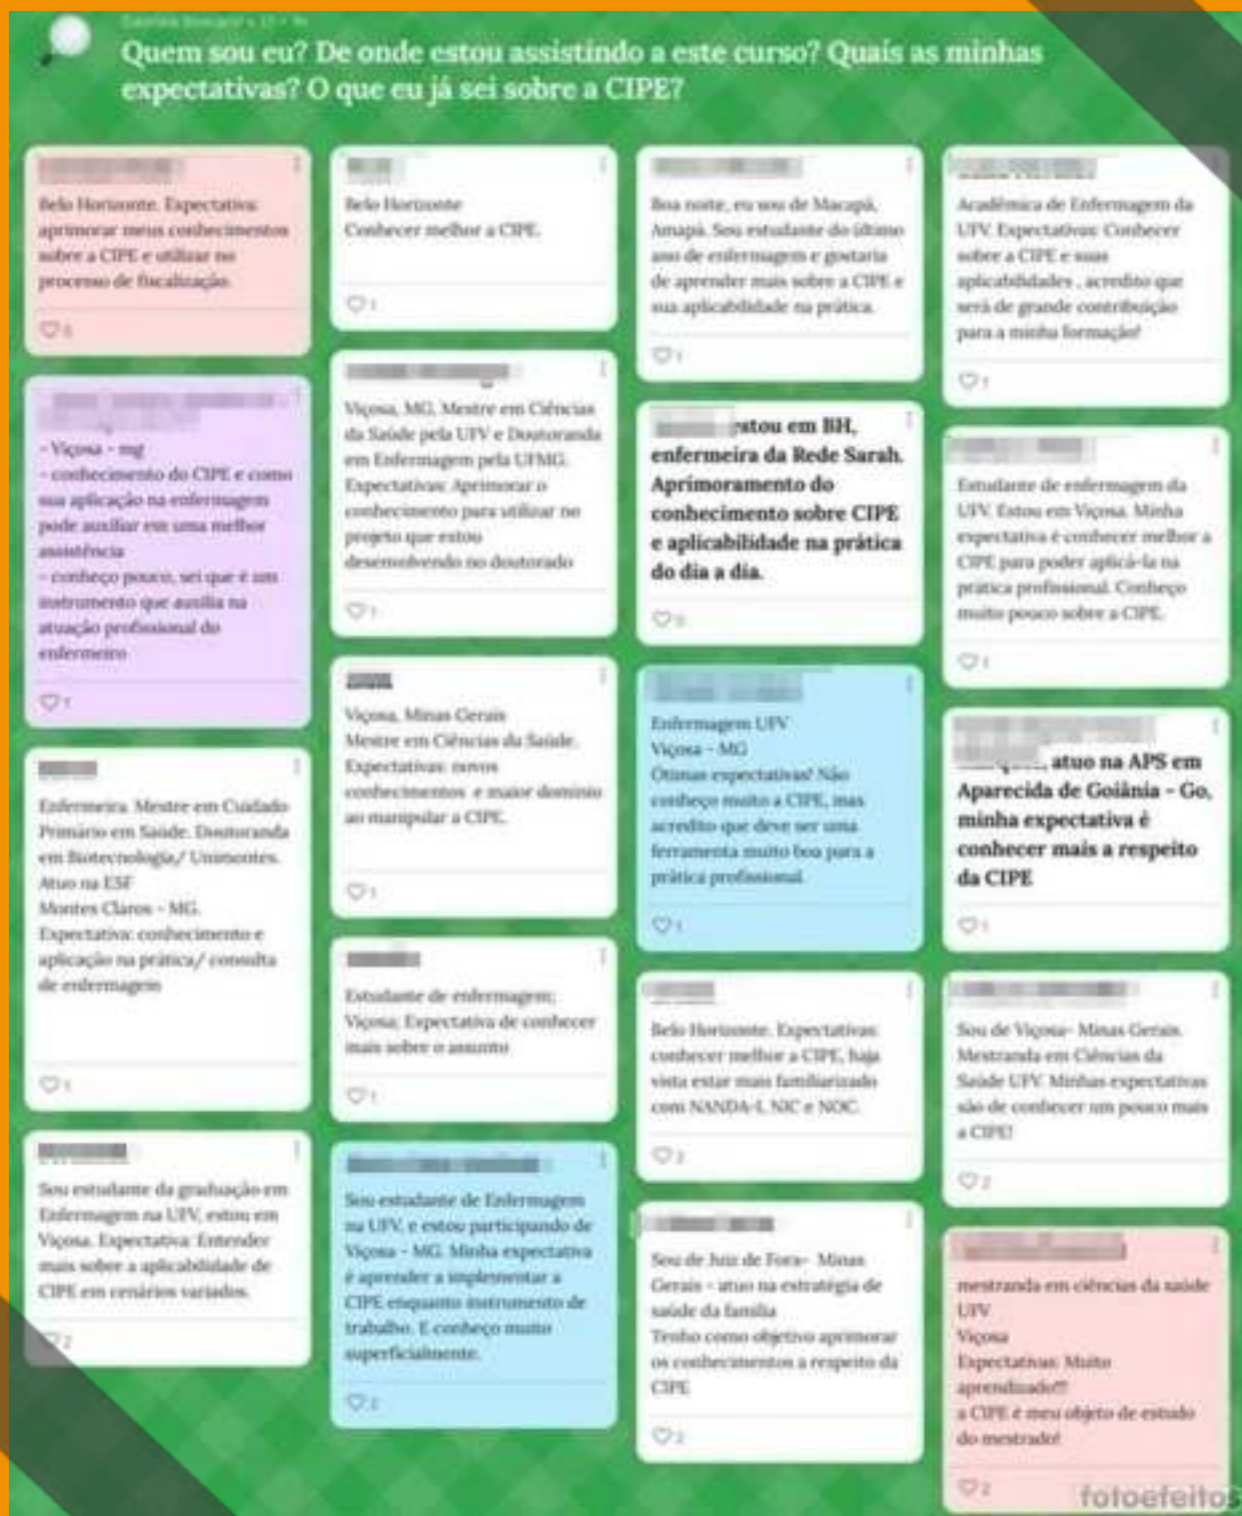 Quem sou eu? De onde estou assistindo a este curso? Quais as minhas
expectativas? O que eu já sei sobre a CIPE?
Belo Horizonte. Expectativa:
aprimorar meus conhecimentos
sobre a CIPE e utilizar no
processo de fiscalização.
- Viçosa - mg
- conhecimento do CIPE e como
sua aplicação na enfermagem
pode auxiliar em uma melhor
assistência
- conheço pouco, sei que é um
instrumento que auxilia na
atuação profissional do
enfermeiro
1
Enfermeira. Mestre em Cuidado
Primário em Saúde. Doutoranda
em Biotecnologia/ Unimontes.
Atuo na ESF
Montes Claros - MG.
Expectativa: conhecimento e
aplicação na prática/ consulta
de enfermagem
1
Sou estudante da graduação em
Enfermagem na UFV, estou em
Viçosa. Expectativa: Entender
mais sobre a aplicabilidade de
CIPE em cenários variados.
2
Belo Horizonte
Conhecer melhor a CIPE.
1
Viçosa, MG, Mestre em Ciências
da Saúde pela UFV e Doutoranda
em Enfermagem pela UFMG.
Expectativas: Aprimorar o
conhecimento para utilizar no
projeto que estou
desenvolvendo no doutorado
1
Viçosa, Minas Gerais
Mestre em Ciências da Saúde.
Expectativas: novos
conhecimentos e maior domínio
ao manipular a CIPE.
1
Estudante de enfermagem;
Viçosa; Expectativa de conhecer
mais sobre o assunto
1
Sou estudante de Enfermagem
na UFV, e estou participando de
Viçosa - MG. Minha expectativa
é aprender a implementar a
CIPE enquanto instrumento de
trabalho. E conheço muito
superficialmente.
2
Boa noite, eu sou de Macapá,
Amapá. Sou estudante do último
ano de enfermagem e gostaria
de aprender mais sobre a CIPE e
sua aplicabilidade na prática.
1
estou em BH,
enfermeira da Rede Sarah.
Aprimoramento do
conhecimento sobre CIPE
e aplicabilidade na prática
do dia a dia.
Enfermagem UFV
Viçosa - MG
Ótimas expectativas! Não
conheço muito a CIPE, mas
acredito que deve ser uma
ferramenta muito boa para a
prática profissional.
1
Belo Horizonte. Expectativas:
conhecer melhor a CIPE, haja
vista estar mais familiarizado
com NANDA-I, NIC e NOC.
2
Sou de Juiz de Fora- Minas
Gerais - atuo na estratégia de
saúde da família
Tenho como objetivo aprimorar
os conhecimentos a respeito da
CIPE
2
Acadêmica de Enfermagem da
UFV. Expectativas: Conhecer
sobre a CIPE e suas
aplicabilidades , acredito que
será de grande contribuição
para a minha formação!
1
Estudante de enfermagem da
UFV. Estou em Viçosa. Minha
expectativa é conhecer melhor a
CIPE para poder aplicá-la na
prática profissional. Conheço
muito pouco sobre a CIPE.
1
, atuo na APS em
Aparecida de Goiânia - Go,
minha expectativa é
conhecer mais a respeito
da CIPE
1
Sou de Viçosa- Minas Gerais.
Mestranda em Ciências da
Saúde UFV. Minhas expectativas
são de conhecer um pouco mais
a CIPE!
2
mestranda em ciências da saúde
UFV
Viçosa
Expectativas: Muito
aprendizado!!!
a CIPE é meu objeto de estudo
do mestrado!
2
fotoefeitos